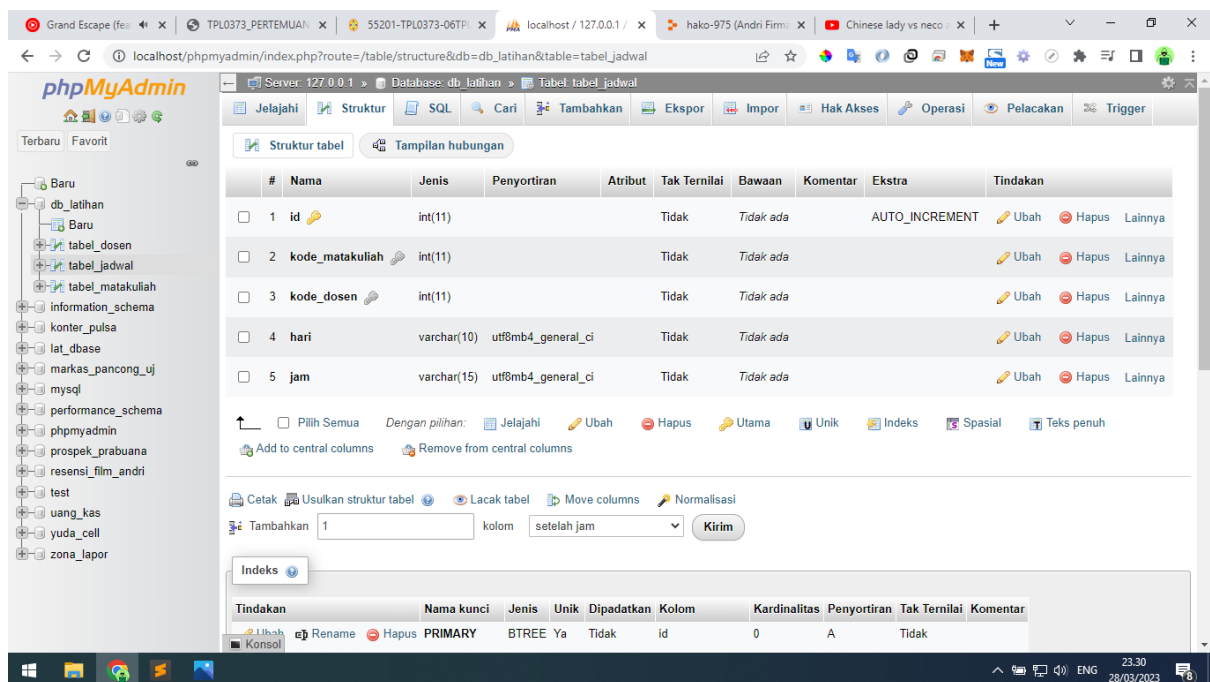 Grand Escape (fea
TPL0373_PERTEMUAN
55201-TPL0373-06TPL
localhost / 127.0.0.1 /
hako-975 (Andri Firma
Chinese lady vs neco
localhost/phpmyadmin/index.php?route=/table/structure&db=db_latihan&table=tabel_jadwal
New
phpMyAdmin
Terbaru Favorit
Baru
db_latihan
Baru
tabel_dosen
tabel_jadwal
tabel_matakuliah
information_schema
konter_pulsa
lat_dbase
markas_pancong_uj
mysql
performance_schema
phpmyadmin
prospek_prabuana
resensi_film_andri
test
uang_kas
yuda_cell
zona_lapor
Server: 127.0.0.1 » Database: db_latihan » Tabel: tabel_jadwal
Jelajahi Struktur SQL Cari Tambahkan Ekspor Impor Hak Akses Operasi Pelacakan Trigger
Struktur tabel Tampilan hubungan
# Nama Jenis Penyortiran Atribut Tak Ternilai Bawaan Komentar Ekstra Tindakan
1 id int(11) Tidak Tidak ada AUTO_INCREMENT Ubah Hapus Lainnya
2 kode_matakuliah int(11) Tidak Tidak ada Ubah Hapus Lainnya
3 kode_dosen int(11) Tidak Tidak ada Ubah Hapus Lainnya
4 hari varchar(10) utf8mb4_general_ci Tidak Tidak ada Ubah Hapus Lainnya
5 jam varchar(15) utf8mb4_general_ci Tidak Tidak ada Ubah Hapus Lainnya
Pilih Semua Dengan pilihan: Jelajahi Ubah Hapus Utama Unik Indeks Spasial Teks penuh
Add to central columns Remove from central columns
Cetak Usulkan struktur tabel Lacak tabel Move columns Normalisasi
Tambahkan 1 kolom setelah jam Kirim
Indeks
Tindakan Nama kunci Jenis Unik Dipadatkan Kolom Kardinalitas Penyortiran Tak Ternilai Komentar
Ubah Rename Hapus PRIMARY BTREE Ya Tidak id 0 A Tidak
Konsol
ENG
23.30
28/03/2023
8